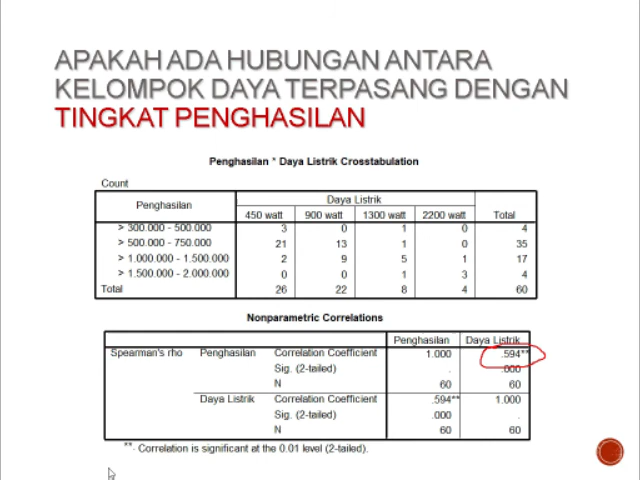 APAKAH ADA HUBUNGAN ANTARA
KELOMPOK DAYA TERPASANG DENGAN
TINGKAT PENGHASILAN
Penghasilan * Daya Listrik Crosstabulation
Count
Penghasilan Daya Listrik Total
450 watt 900 watt 1300 watt 2200 watt
> 300.000 - 500.000 3 0 1 0 4
> 500.000 - 750.000 21 13 1 0 35
> 1.000.000 - 1.500.000 2 9 5 1 17
> 1.500.000 - 2.000.000 0 0 1 3 4
Total 26 22 8 4 60
Nonparametric Correlations
Penghasilan Daya Listrik
Spearman's rho Penghasilan Correlation Coefficient 1.000 .594**
Sig. (2-tailed) . .000
N 60 60
Daya Listrik Correlation Coefficient .594** 1.000
Sig. (2-tailed) .000 .
N 60 60
**. Correlation is significant at the 0.01 level (2-tailed).